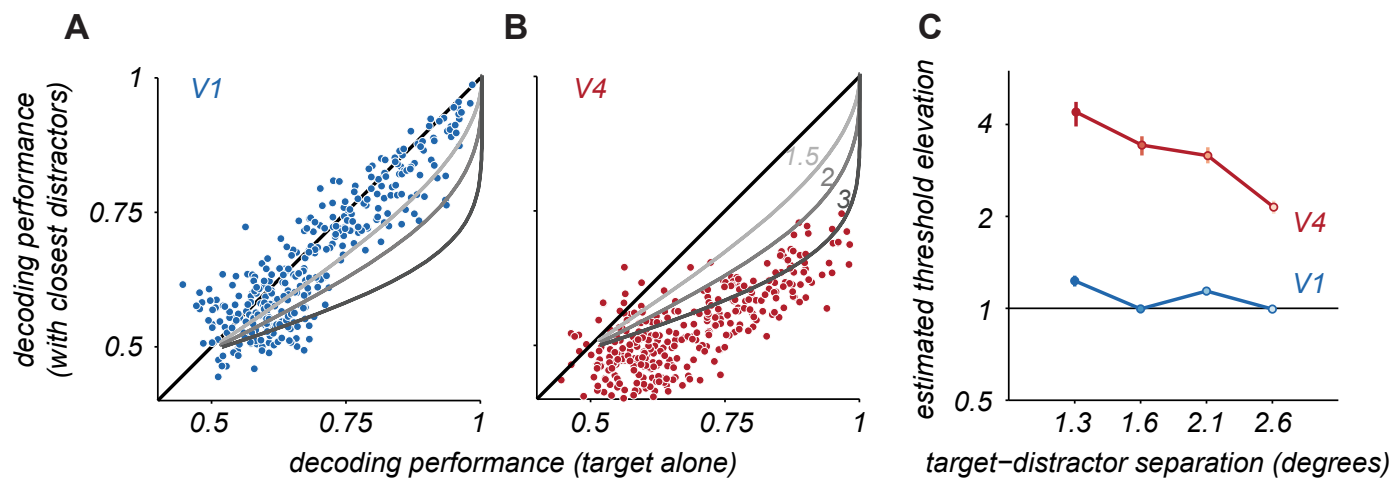 A
B
C
decoding performance
(with closest distractors)
1
0.75
0.5
V1
0.5
0.75
1
V4
1.5
2
3
0.5
0.75
1
decoding performance (target alone)
estimated threshold elevation
4
2
1
0.5
V4
V1
1.3
1.6
2.1
2.6
target−distractor separation (degrees)